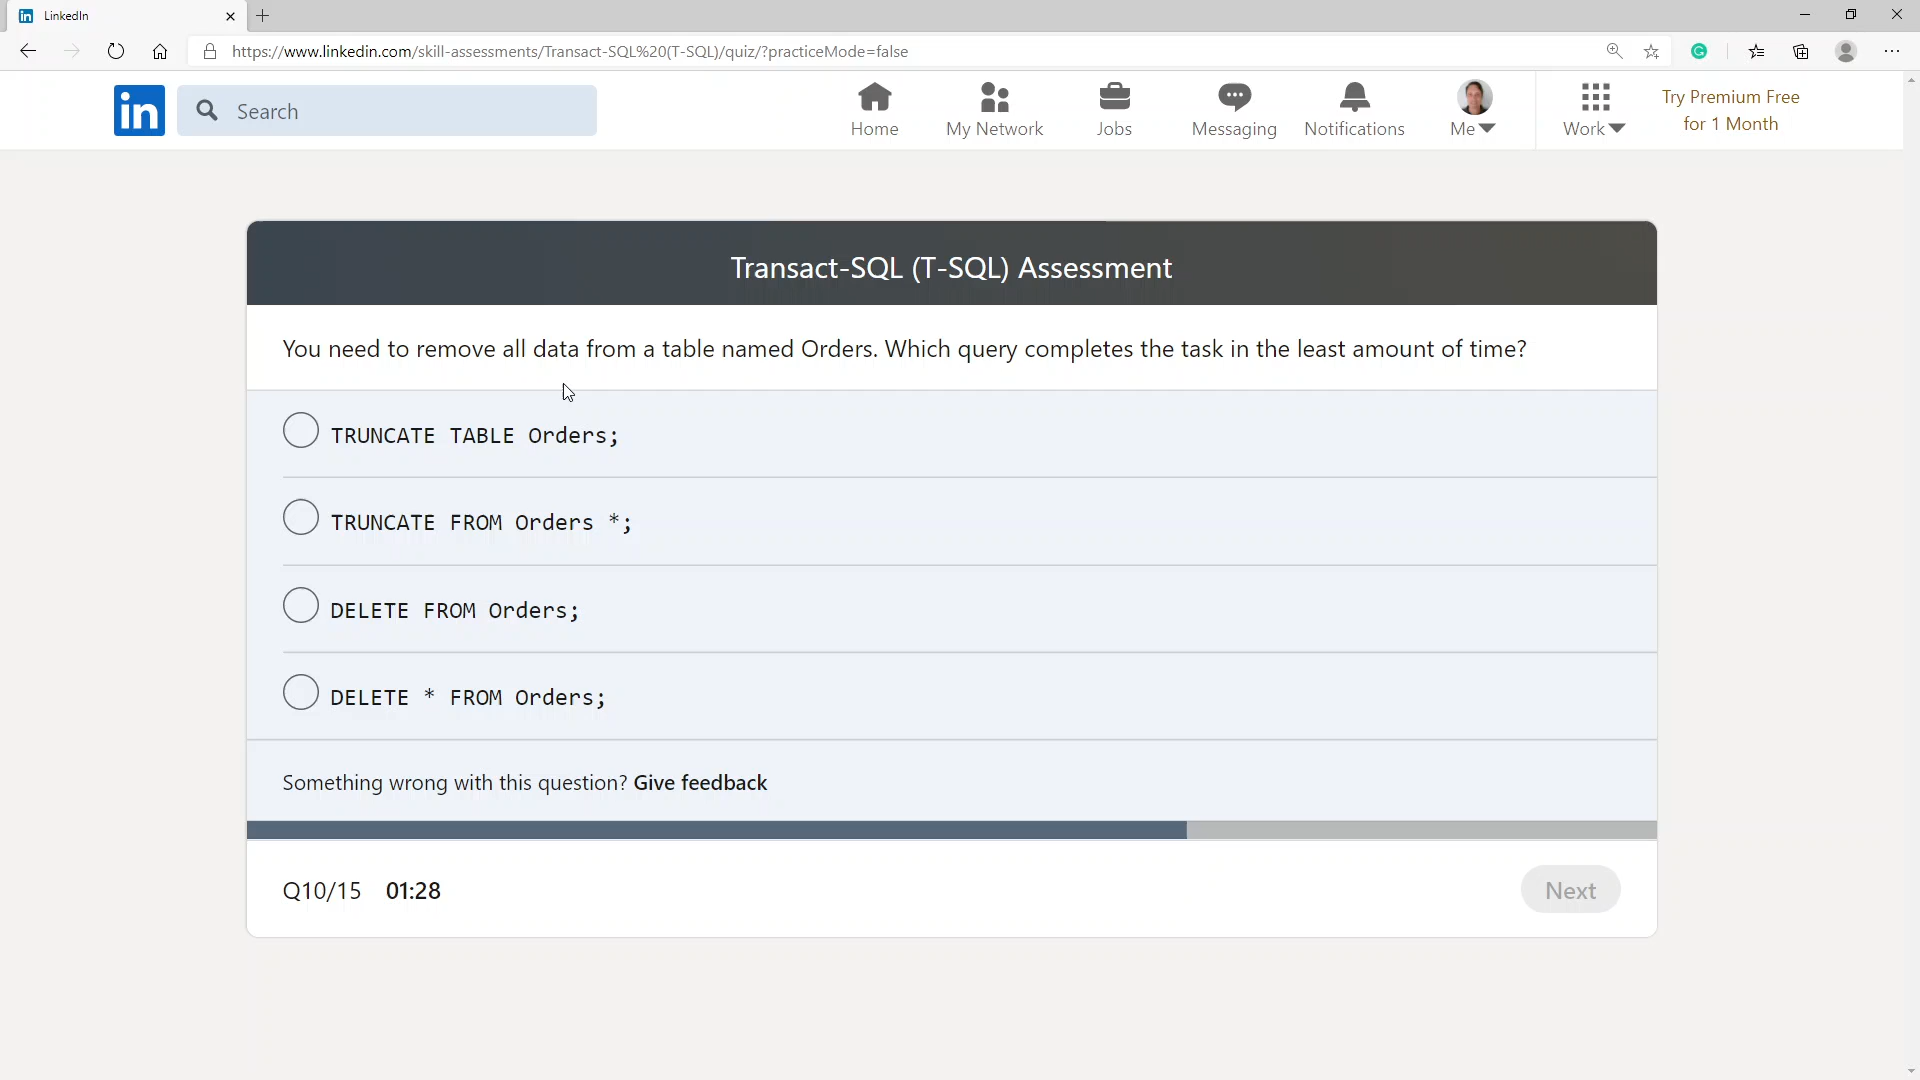 LinkedIn
https://www.linkedin.com/skill-assessments/Transact-SQL%20(T-SQL)/quiz/?practiceMode=false
in
Search
Home
My Network
Jobs
Messaging
Notifications
Me
Work
Try Premium Free
for 1 Month
Transact-SQL (T-SQL) Assessment
You need to remove all data from a table named Orders. Which query completes the task in the least amount of time?
TRUNCATE TABLE Orders;
TRUNCATE FROM Orders *;
DELETE FROM Orders;
DELETE * FROM Orders;
Something wrong with this question? Give feedback
Q10/15 01:28
Next